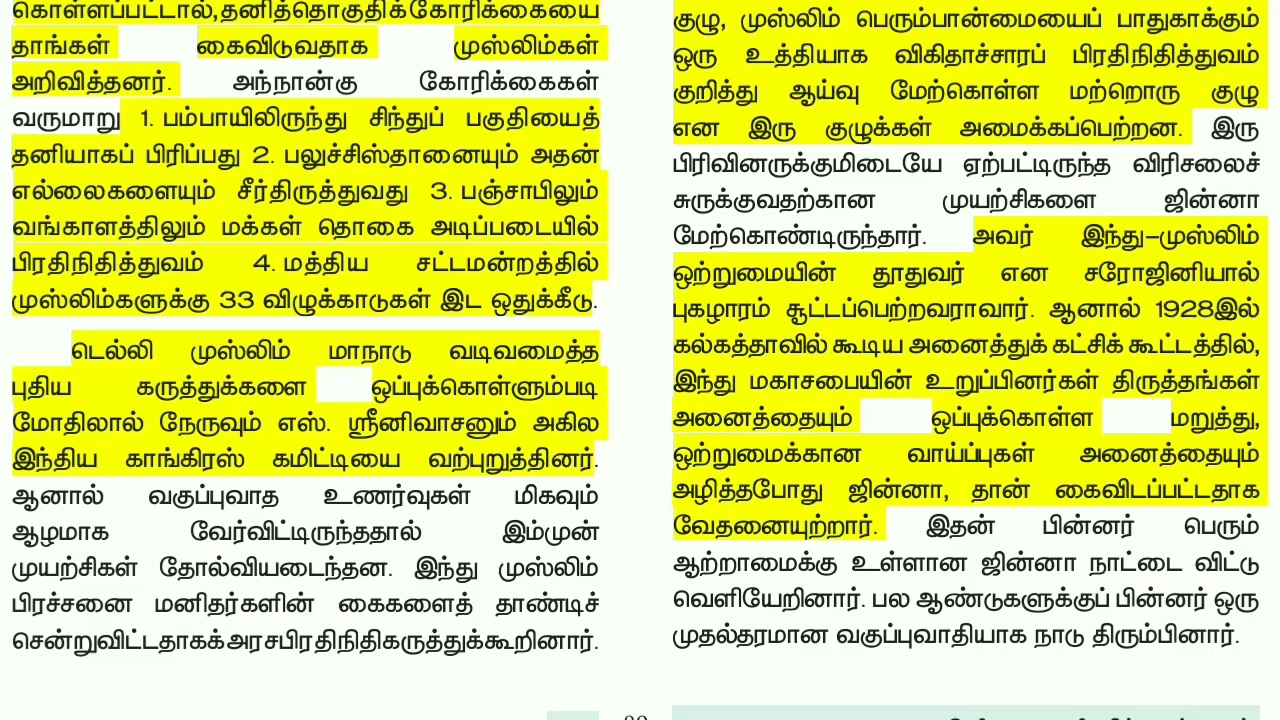 கொள்ளப்பட்டால், தனித்தொகுதிக் கோரிக்கையை
தாங்கள் கைவிடுவதாக முஸ்லிம்கள்
அறிவித்தனர். அந்நான்கு கோரிக்கைகள்
வருமாறு 1. பம்பாயிலிருந்து சிந்துப் பகுதியைத்
தனியாகப் பிரிப்பது 2. பலுச்சிஸ்தானையும் அதன்
எல்லைகளையும் சீர்திருத்துவது 3. பஞ்சாபிலும்
வங்காளத்திலும் மக்கள் தொகை அடிப்படையில்
பிரதிநிதித்துவம் 4. மத்திய சட்டமன்றத்தில்
முஸ்லிம்களுக்கு 33 விழுக்காடுகள் இட ஒதுக்கீடு.
டெல்லி முஸ்லிம் மாநாடு வடிவமைத்த
புதிய கருத்துக்களை ஒப்புக்கொள்ளும்படி
மோதிலால் நேருவும் எஸ். ஸ்ரீனிவாசனும் அகில
இந்திய காங்கிரஸ் கமிட்டியை வற்புறுத்தினர்.
ஆனால் வகுப்புவாத உணர்வுகள் மிகவும்
ஆழமாக வேர்விட்டிருந்ததால் இம்முன்
முயற்சிகள் தோல்வியடைந்தன. இந்து முஸ்லிம்
பிரச்சனை மனிதர்களின் கைகளைத் தாண்டிச்
சென்றுவிட்டதாகக் அரசபிரதிநிதி கருத்துக்கூறினார்.
குழு, முஸ்லிம் பெரும்பான்மையைப் பாதுகாக்கும்
ஒரு உத்தியாக விகிதாச்சாரப் பிரதிநிதித்துவம்
குறித்து ஆய்வு மேற்கொள்ள மற்றொரு குழு
என இரு குழுக்கள் அமைக்கப்பெற்றன. இரு
பிரிவினருக்குமிடையே ஏற்பட்டிருந்த விரிசலைச்
சுருக்குவதற்கான முயற்சிகளை ஜின்னா
மேற்கொண்டிருந்தார். அவர் இந்து–முஸ்லிம்
ஒற்றுமையின் தூதுவர் என சரோஜினியால்
புகழாரம் சூட்டப்பெற்றவராவார். ஆனால் 1928இல்
கல்கத்தாவில் கூடிய அனைத்துக் கட்சிக் கூட்டத்தில்,
இந்து மகாசபையின் உறுப்பினர்கள் திருத்தங்கள்
அனைத்தையும் ஒப்புக்கொள்ள மறுத்து,
ஒற்றுமைக்கான வாய்ப்புகள் அனைத்தையும்
அழித்தபோது ஜின்னா, தான் கைவிடப்பட்டதாக
வேதனையுற்றார். இதன் பின்னர் பெரும்
ஆற்றாமைக்கு உள்ளான ஜின்னா நாட்டை விட்டு
வெளியேறினார். பல ஆண்டுகளுக்குப் பின்னர் ஒரு
முதல்தரமான வகுப்புவாதியாக நாடு திரும்பினார்.